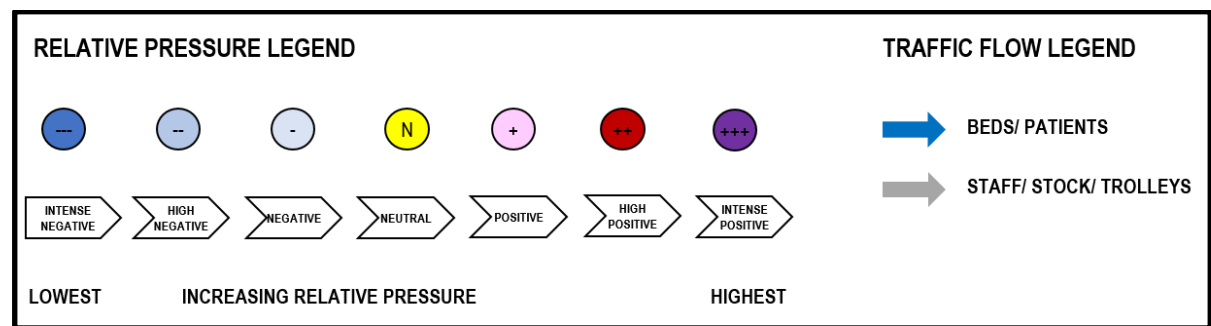 RELATIVE PRESSURE LEGEND
TRAFFIC FLOW LEGEND
---
--
-
N
+
++
+++
BEDS/ PATIENTS
STAFF/ STOCK/ TROLLEYS
INTENSE
NEGATIVE
HIGH
NEGATIVE
NEGATIVE
NEUTRAL
POSITIVE
HIGH
POSITIVE
INTENSE
POSITIVE
LOWEST
INCREASING RELATIVE PRESSURE
HIGHEST